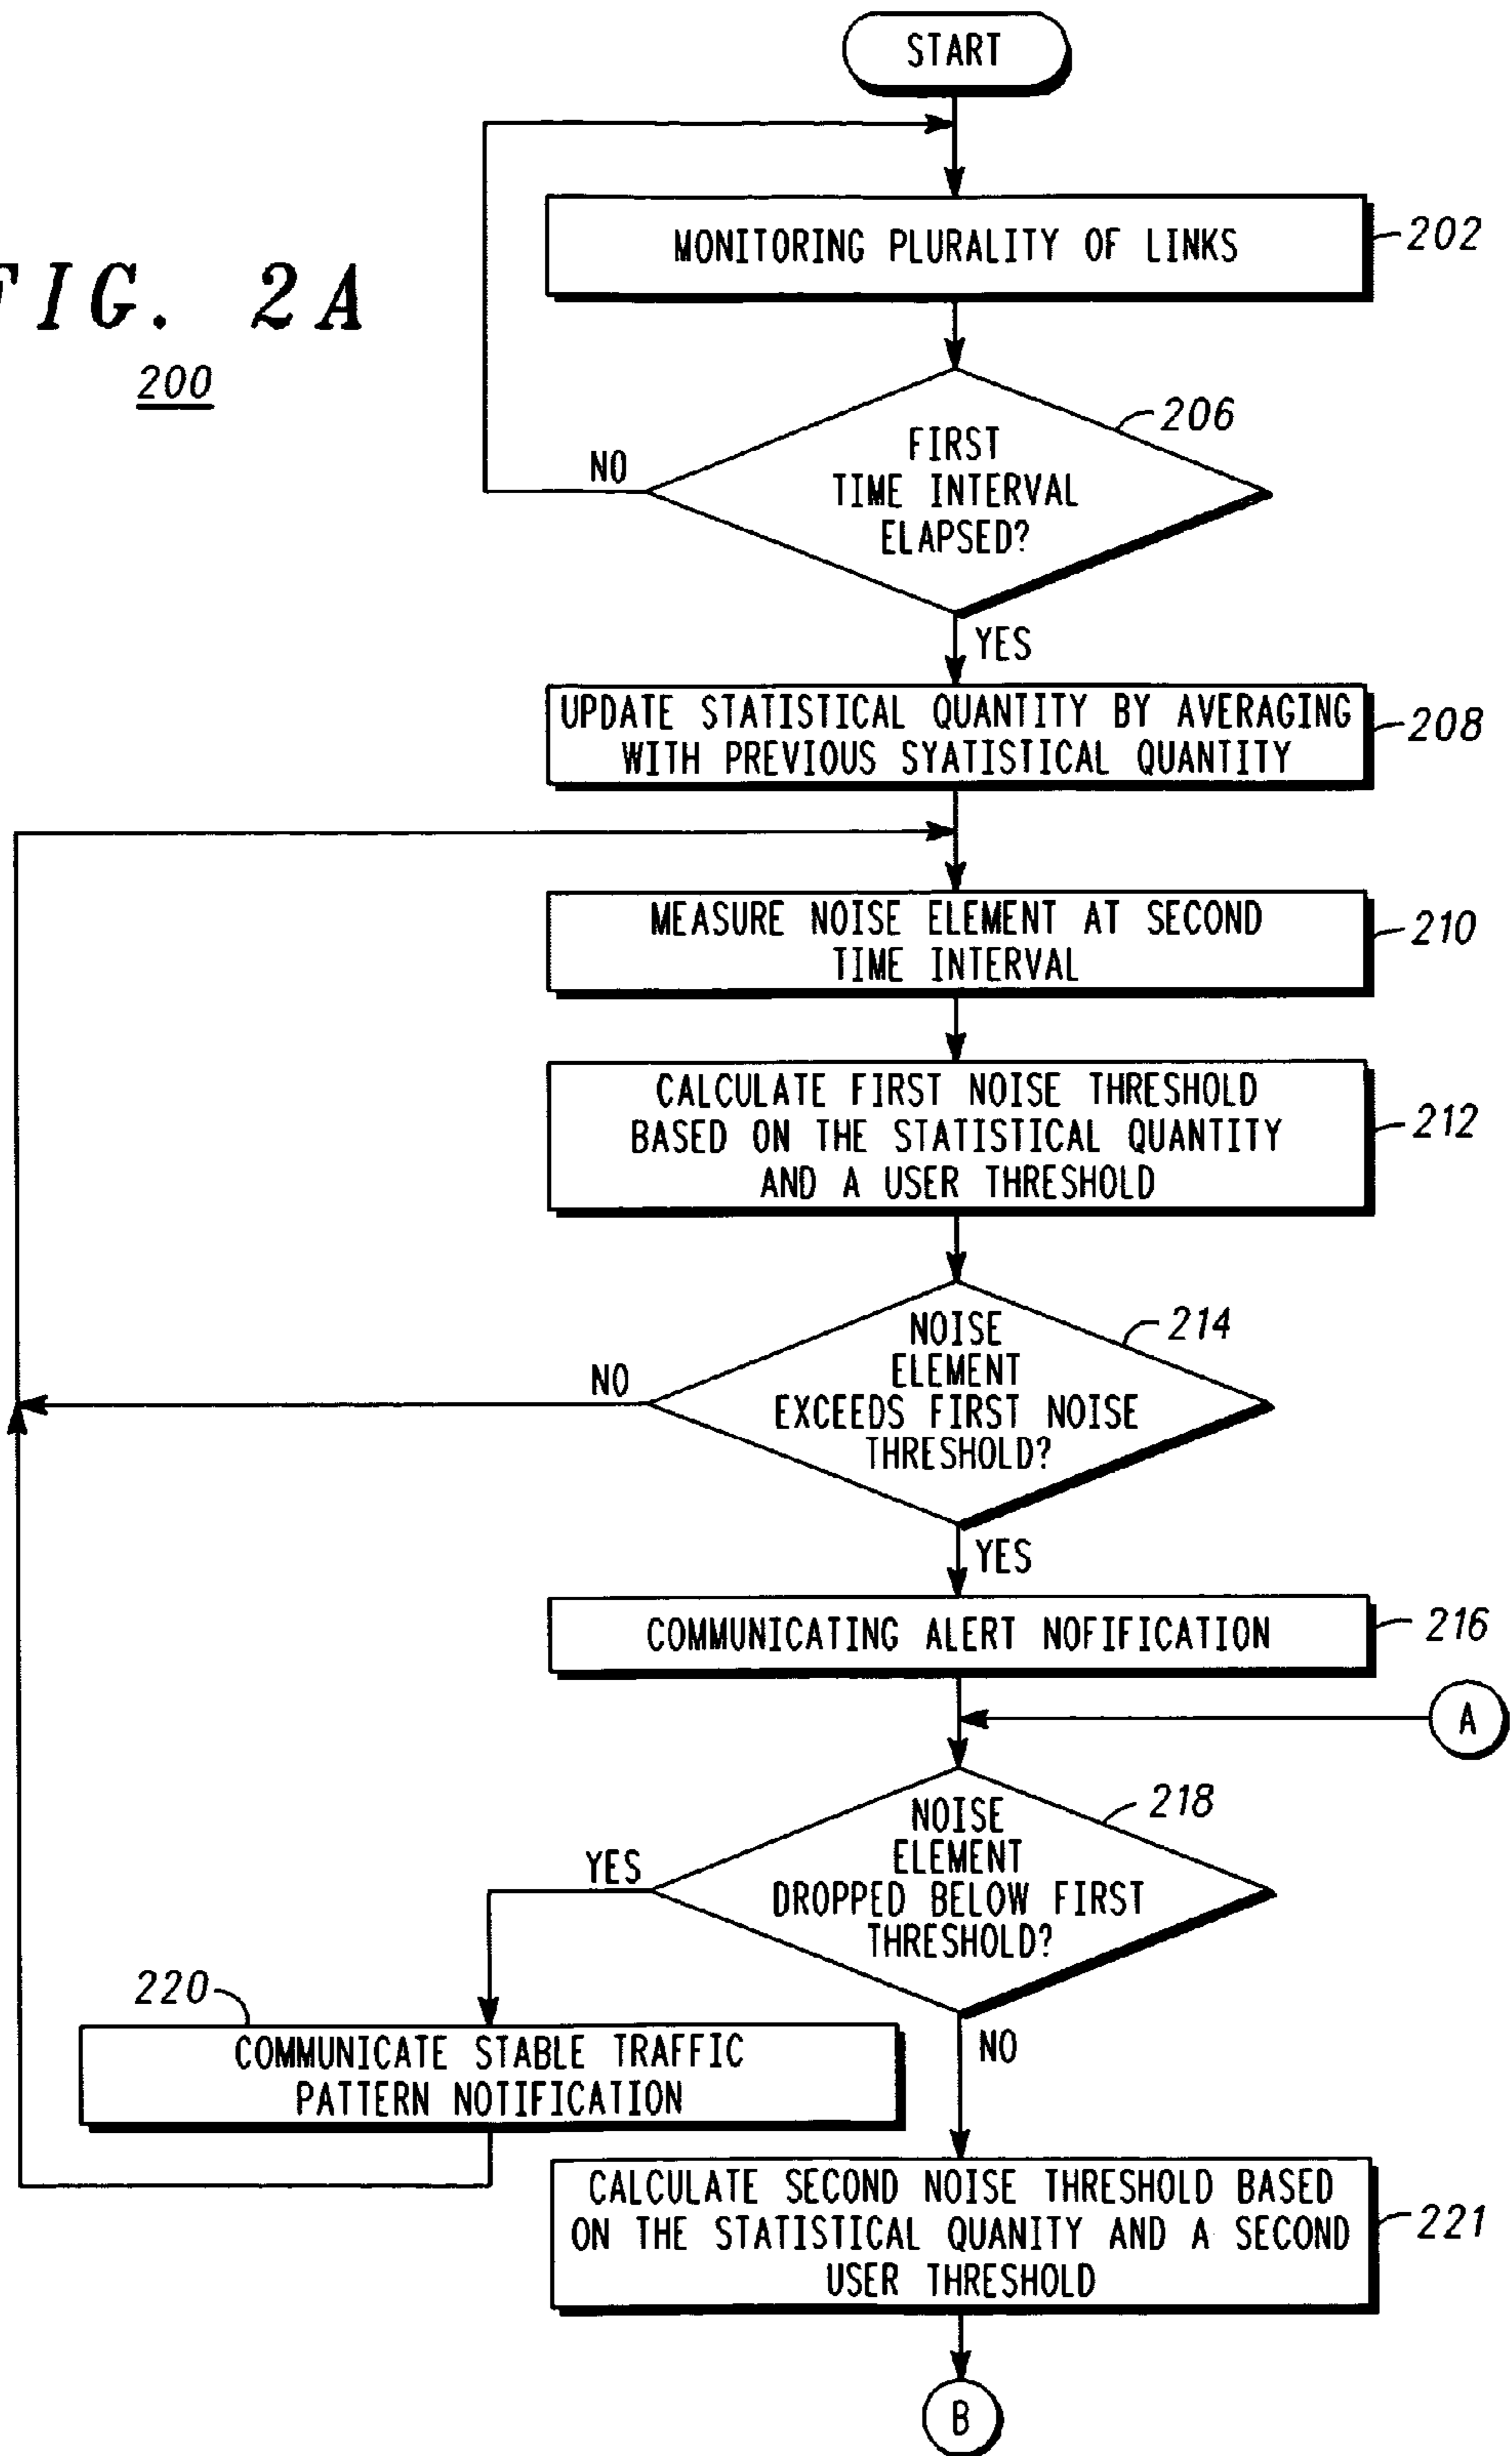 START
MONITORING PLURALITY OF LINKS
202
FIG. 2A
200
206
FIRST
TIME INTERVAL
ELAPSED?
NO
YES
UPDATE STATISTICAL QUANTITY BY AVERAGING
WITH PREVIOUS SYATISTICAL QUANTITY
208
MEASURE NOISE ELEMENT AT SECOND
TIME INTERVAL
210
CALCULATE FIRST NOISE THRESHOLD
BASED ON THE STATISTICAL QUANTITY
AND A USER THRESHOLD
212
214
NOISE
ELEMENT
EXCEEDS FIRST NOISE
THRESHOLD?
NO
YES
COMMUNICATING ALERT NOFIFICATION
216
A
218
NOISE
ELEMENT
DROPPED BELOW FIRST
THRESHOLD?
YES
NO
220
COMMUNICATE STABLE TRAFFIC
PATTERN NOTIFICATION
CALCULATE SECOND NOISE THRESHOLD BASED
ON THE STATISTICAL QUANITY AND A SECOND
USER THRESHOLD
221
B